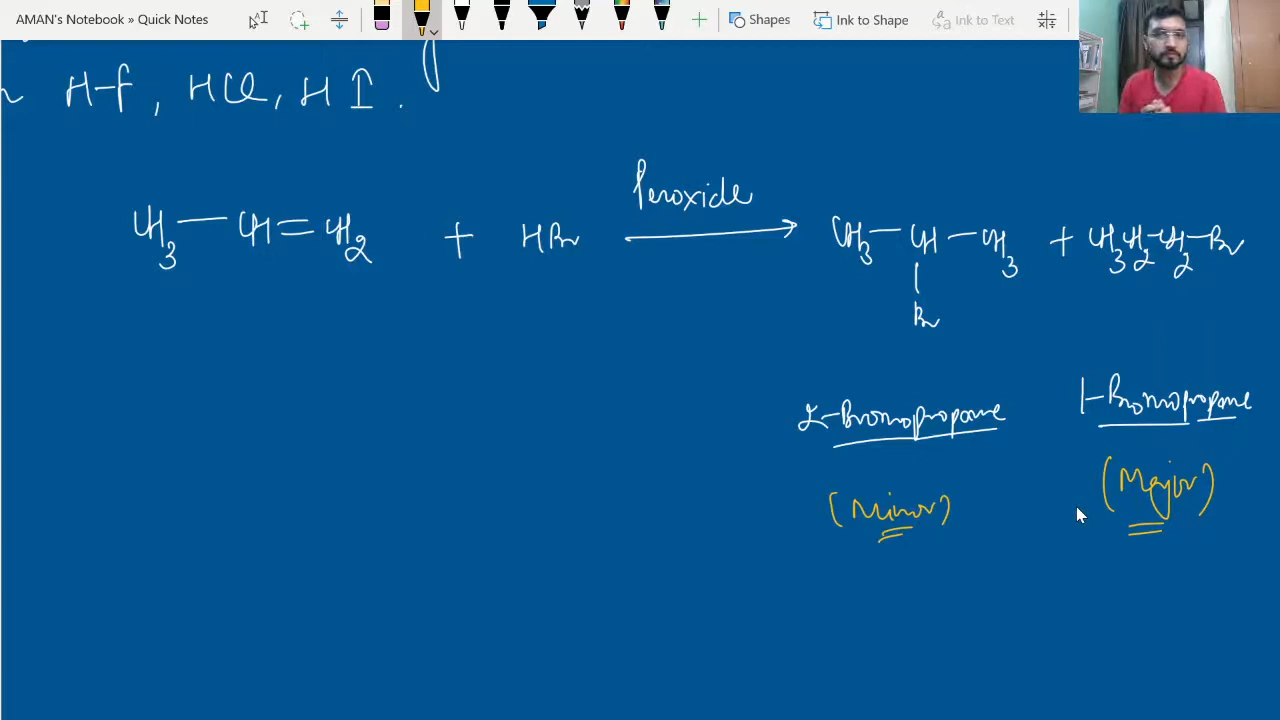 AMAN's Notebook » Quick Notes
Shapes Ink to Shape Ink to Text
H-F, HCl, HI.
Peroxide
CH3 — CH = CH2 + HBr → CH3 — CH — CH3 + CH3CH2-CH2-Br
|
Br
2-Bromopropane 1-Bromopropane
(Minor) (Major)